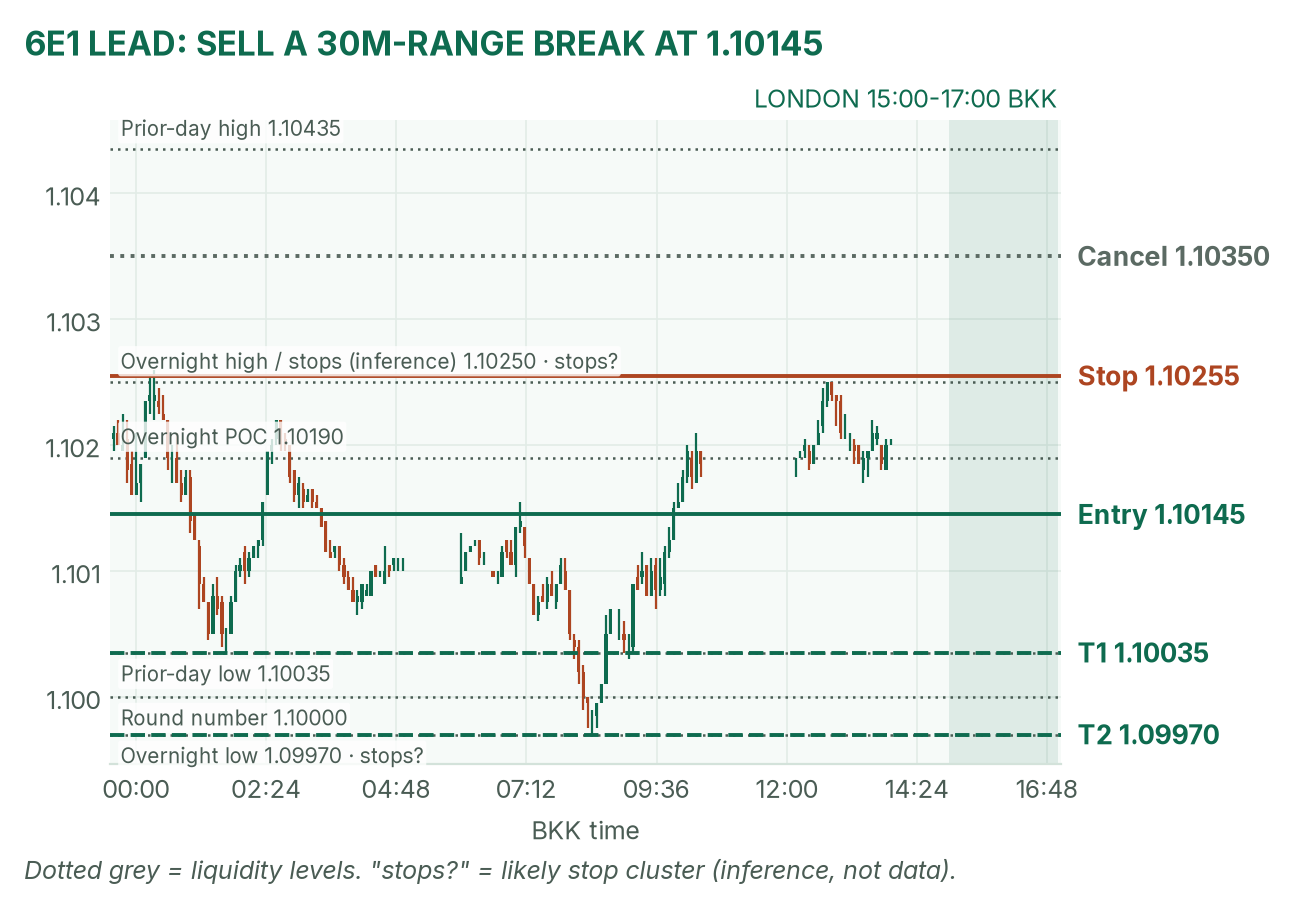 6E1 LEAD: SELL A 30M-RANGE BREAK AT 1.10145
LONDON 15:00-17:00 BKK
Prior-day high 1.10435
1.104
Cancel 1.10350
1.103
Overnight high / stops (inference) 1.10250 · stops?
Stop 1.10255
Overnight POC 1.10190
1.102
Entry 1.10145
1.101
T1 1.10035
Prior-day low 1.10035
1.100
Round number 1.10000
T2 1.09970
Overnight low 1.09970 · stops?
00:00 02:24 04:48 07:12 09:36 12:00 14:24 16:48
BKK time
Dotted grey = liquidity levels. "stops?" = likely stop cluster (inference, not data).